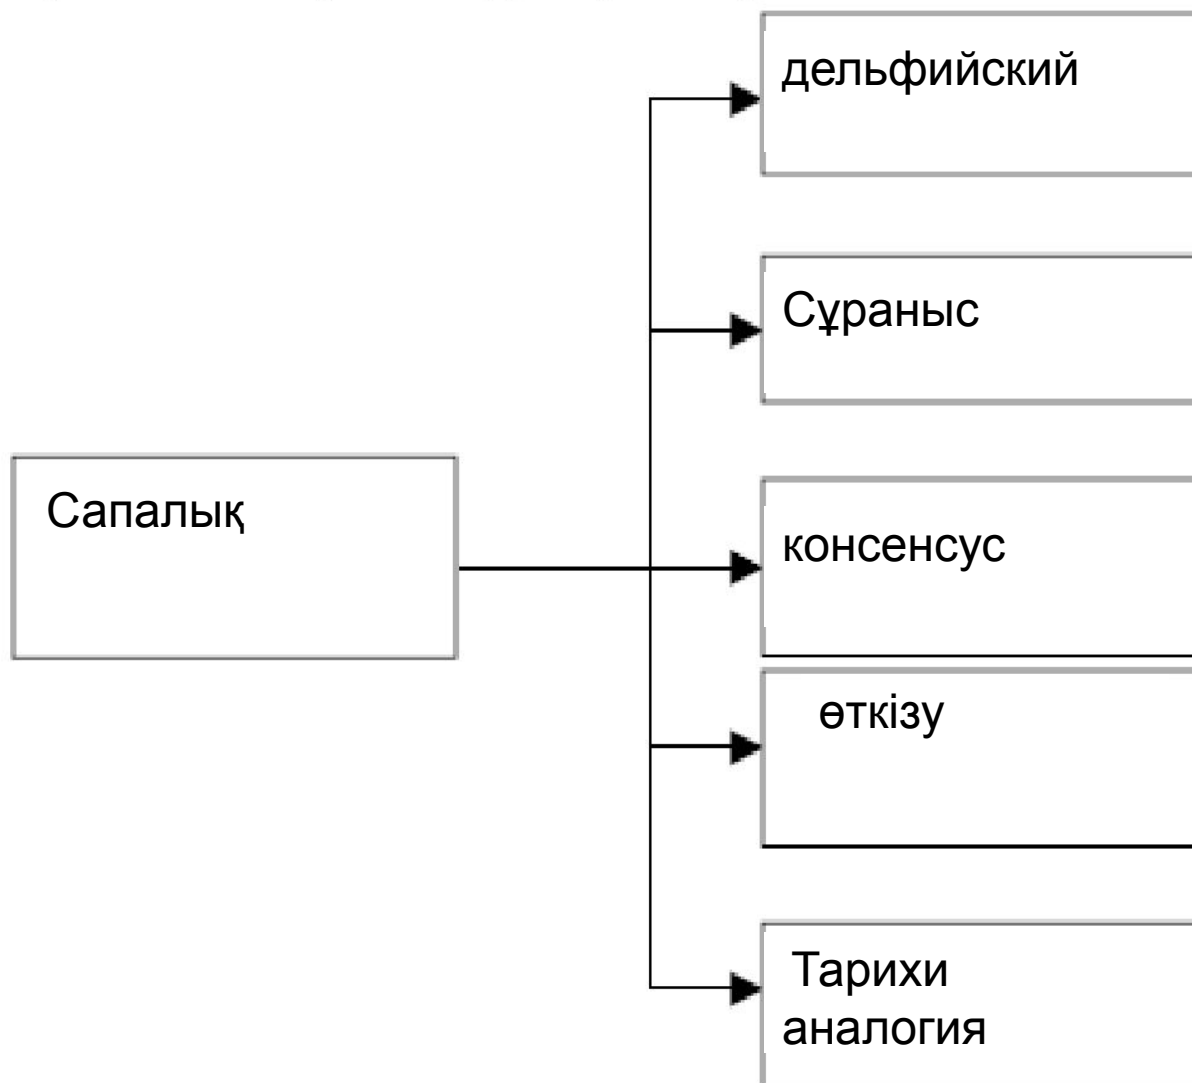 дельфийский
Сұраныс
Сапалық
консенсус
өткізу
Тарихи
аналогия